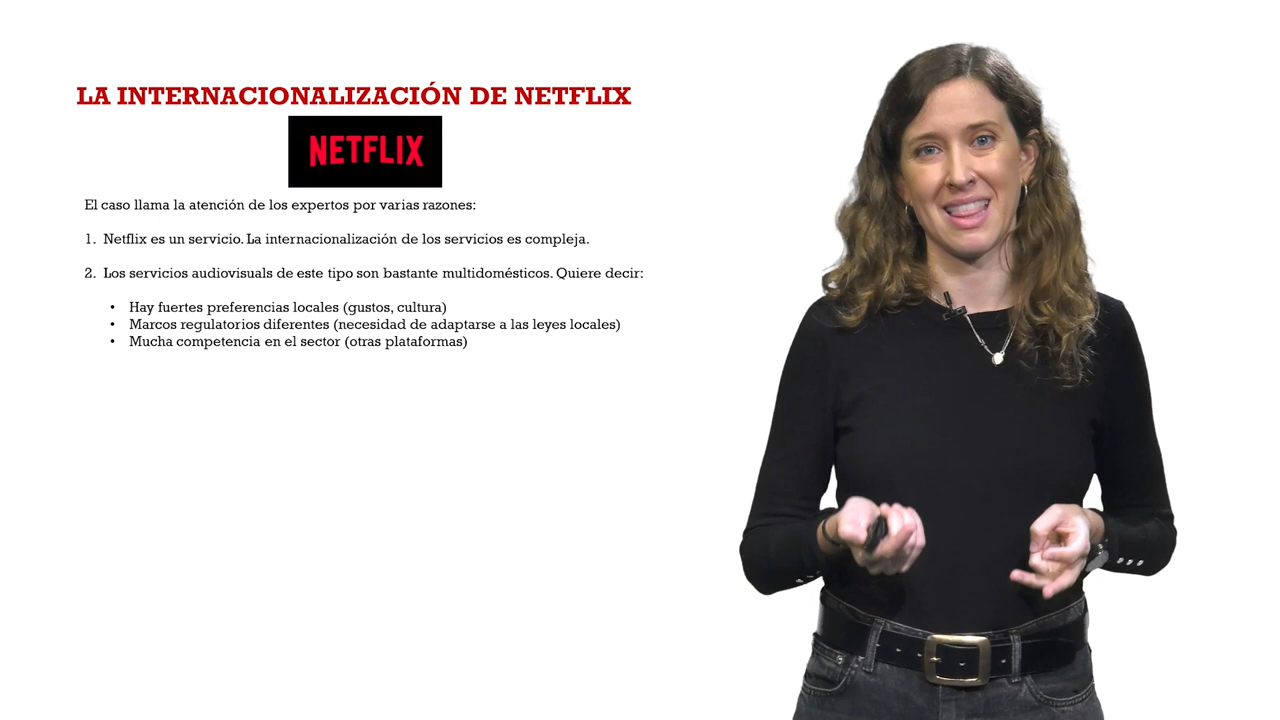 LA INTERNACIONALIZACIÓN DE NETFLIX
NETFLIX
El caso llama la atención de los expertos por varias razones:
1. Netflix es un servicio. La internacionalización de los servicios es compleja.
2. Los servicios audiovisuals de este tipo son bastante multidomésticos. Quiere decir:
• Hay fuertes preferencias locales (gustos, cultura)
• Marcos regulatorios diferentes (necesidad de adaptarse a las leyes locales)
• Mucha competencia en el sector (otras plataformas)